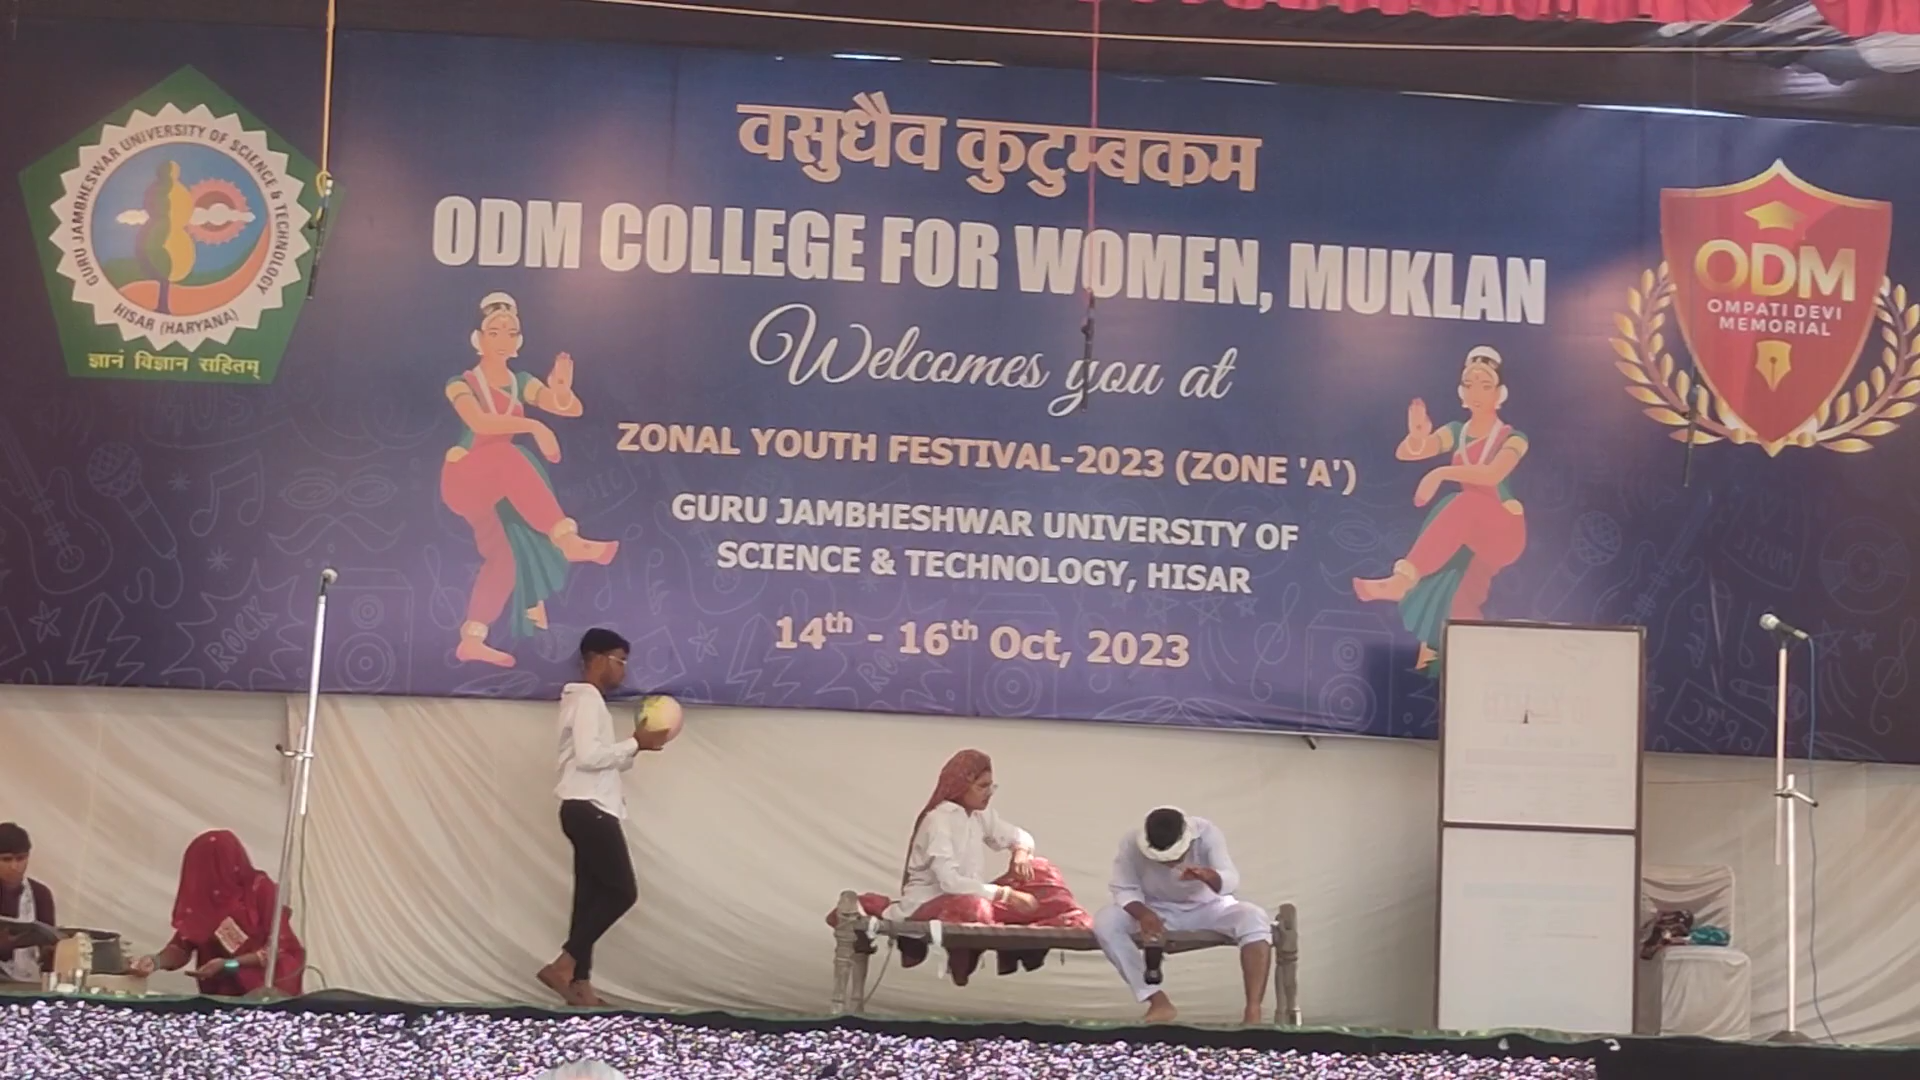 वसुधैव कुटुम्बकम
ODM COLLEGE FOR WOMEN, MUKLAN
Welcomes you at
ZONAL YOUTH FESTIVAL-2023 (ZONE 'A')
GURU JAMBHESHWAR UNIVERSITY OF
SCIENCE & TECHNOLOGY, HISAR
14th - 16th Oct, 2023
GURU JAMBHESHWAR UNIVERSITY OF SCIENCE & TECHNOLOGY
HISAR (HARYANA)
ज्ञानं विज्ञान सहितम्
ODM
OMPATI DEVI
MEMORIAL
ROCK